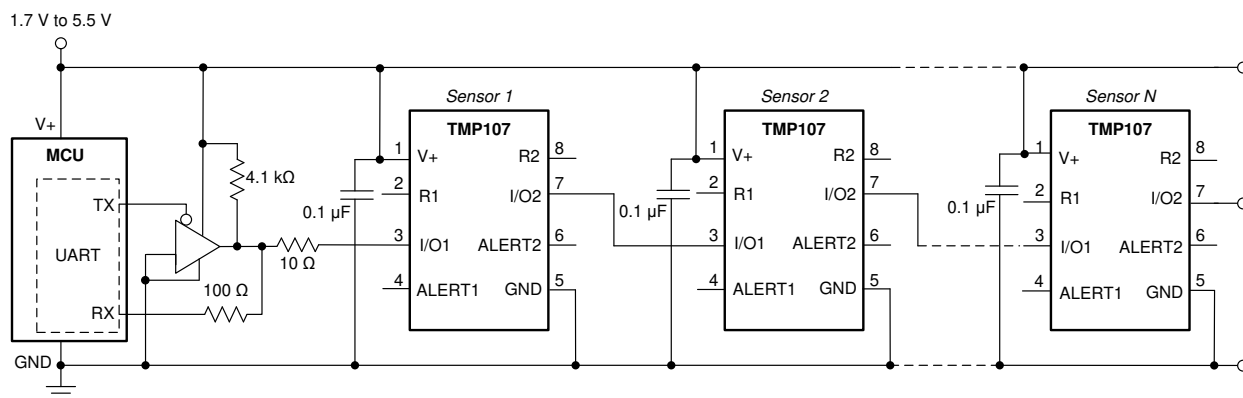 1.7 V to 5.5 V
V+
MCU
TX
UART
RX
GND
4.1 kΩ
10 Ω
100 Ω
0.1 µF
Sensor 1
TMP107
1 V+
2 R1
3 I/O1
4 ALERT1
R2 8
I/O2 7
ALERT2 6
GND 5
0.1 µF
Sensor 2
TMP107
1 V+
2 R1
3 I/O1
4 ALERT1
R2 8
I/O2 7
ALERT2 6
GND 5
0.1 µF
Sensor N
TMP107
1 V+
2 R1
3 I/O1
4 ALERT1
R2 8
I/O2 7
ALERT2 6
GND 5